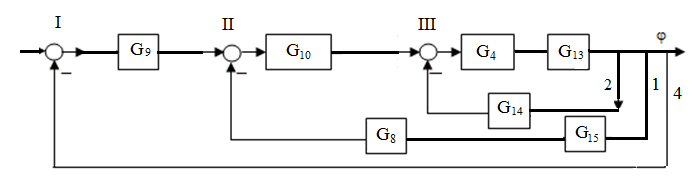 I II III φ
G₉ G₁₀ G₄ G₁₃
2 1 4
G₁₄
G₈ G₁₅